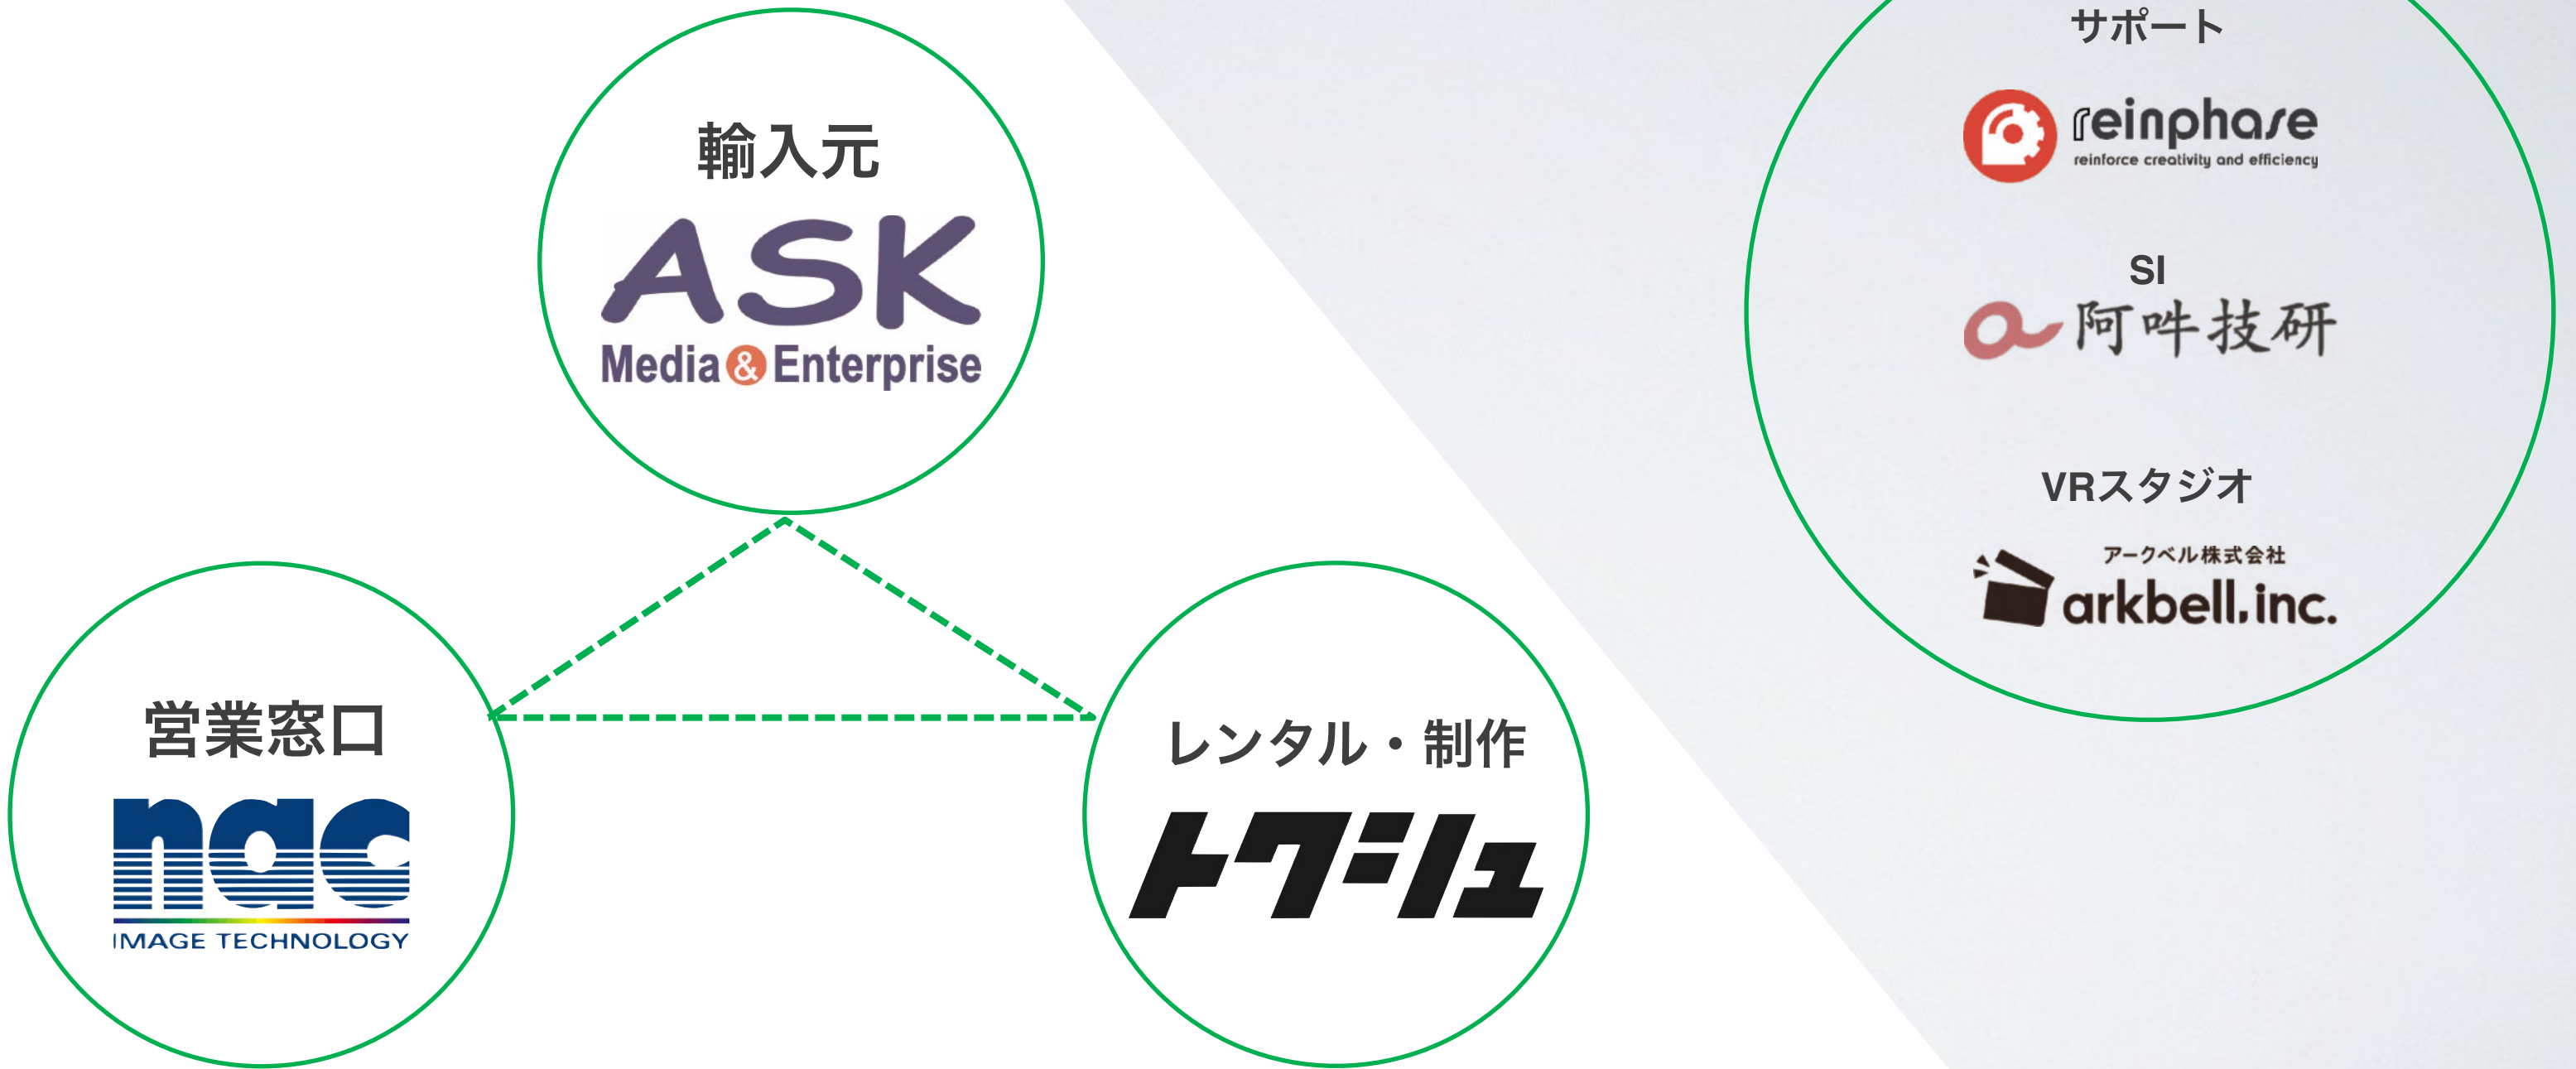 輸入元
ASK
Media & Enterprise
営業窓口
nac
IMAGE TECHNOLOGY
レンタル・制作
トクシュ
サポート
reinphase
reinforce creativity and efficiency
SI
阿吽技研
VRスタジオ
アークベル株式会社
arkbell.inc.